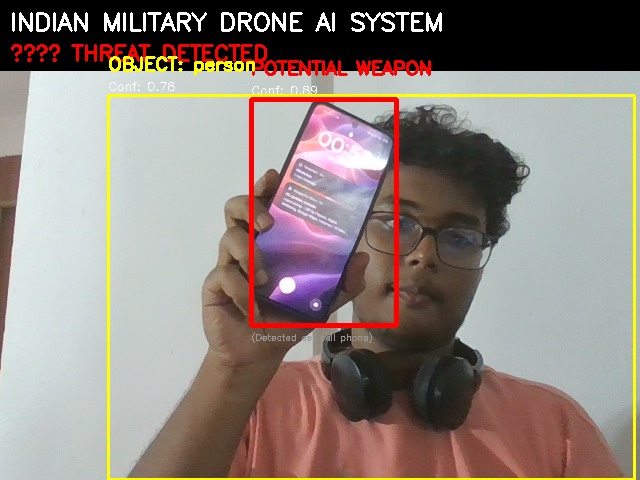 INDIAN MILITARY DRONE AI SYSTEM
???? THREAT DETECTED
OBJECT: person
POTENTIAL WEAPON
Conf: 0.78
Conf: 0.89
(Detected as: cell phone)